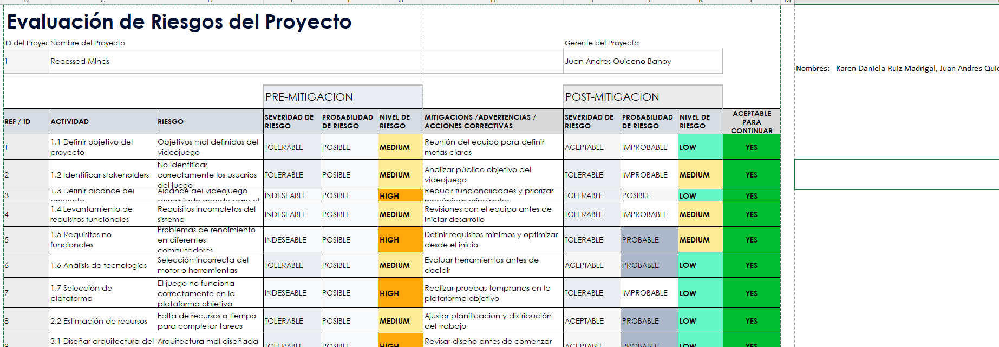 Evaluación de Riesgos del Proyecto
ID del Proyec Nombre del Proyecto Gerente del Proyecto
1 Recessed Minds Juan Andres Quiceno Banoy
Nombres: Karen Daniela Ruiz Madrigal, Juan Andres Quic
PRE-MITIGACION POST-MITIGACION
REF / ID ACTIVIDAD RIESGO SEVERIDAD DE RIESGO PROBABILIDAD DE RIESGO NIVEL DE RIESGO MITIGACIONS /ADVERTENCIAS / ACCIONES CORRECTIVAS SEVERIDAD DE RIESGO PROBABILIDAD DE RIESGO NIVEL DE RIESGO ACEPTABLE PARA CONTINUAR
1 1.1 Definir objetivo del proyecto Objetivos mal definidos del videojuego TOLERABLE POSIBLE MEDIUM Reunión del equipo para definir metas claras ACEPTABLE IMPROBABLE LOW YES
2 1.2 Identificar stakeholders No identificar correctamente los usuarios del juego TOLERABLE POSIBLE MEDIUM Analizar público objetivo del videojuego TOLERABLE IMPROBABLE MEDIUM YES
3 1.3 Definir alcance del proyecto Alcance del videojuego demasiado grande para el INDESEABLE POSIBLE HIGH Reducir funcionalidades y priorizar mecánicas principales TOLERABLE POSIBLE LOW YES
4 1.4 Levantamiento de requisitos funcionales Requisitos incompletos del sistema INDESEABLE POSIBLE MEDIUM Revisiones con el equipo antes de iniciar desarrollo TOLERABLE IMPROBABLE MEDIUM YES
5 1.5 Requisitos no funcionales Problemas de rendimiento en diferentes computadores INDESEABLE POSIBLE HIGH Definir requisitos mínimos y optimizar desde el inicio TOLERABLE PROBABLE MEDIUM YES
6 1.6 Análisis de tecnologías Selección incorrecta del motor o herramientas TOLERABLE POSIBLE MEDIUM Evaluar herramientas antes de decidir ACEPTABLE PROBABLE LOW YES
7 1.7 Selección de plataforma El juego no funciona correctamente en la plataforma objetivo INDESEABLE POSIBLE HIGH Realizar pruebas tempranas en la plataforma objetivo TOLERABLE IMPROBABLE LOW YES
8 2.2 Estimación de recursos Falta de recursos o tiempo para completar tareas TOLERABLE POSIBLE MEDIUM Ajustar planificación y distribución del trabajo ACEPTABLE PROBABLE LOW YES
9 3.1 Diseñar arquitectura del Arquitectura mal diseñada TOLERABLE POSIBLE HIGH Revisar diseño antes de comenzar ACEPTABLE PROBABLE LOW YES